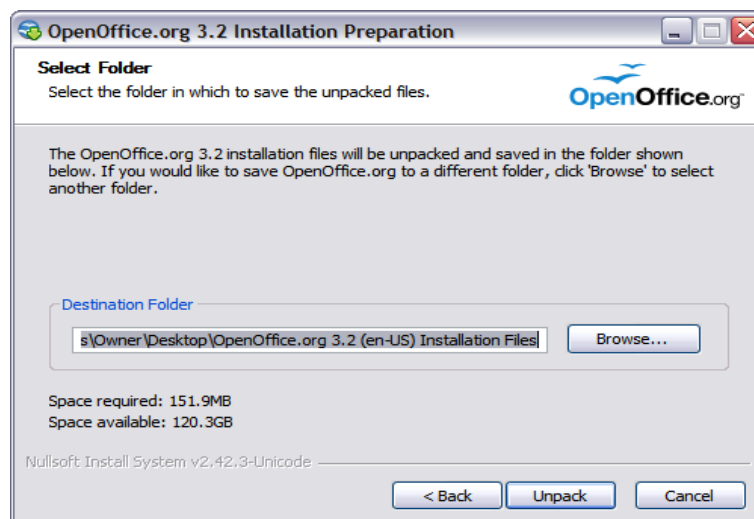 OpenOffice.org 3.2 Installation Preparation
Select Folder
Select the folder in which to save the unpacked files.
OpenOffice.org™
The OpenOffice.org 3.2 installation files will be unpacked and saved in the folder shown
below. If you would like to save OpenOffice.org to a different folder, click 'Browse' to select
another folder.
Destination Folder
s\Owner\Desktop\OpenOffice.org 3.2 (en-US) Installation Files
Browse...
Space required: 151.9MB
Space available: 120.3GB
Nullsoft Install System v2.42.3-Unicode
< Back
Unpack
Cancel